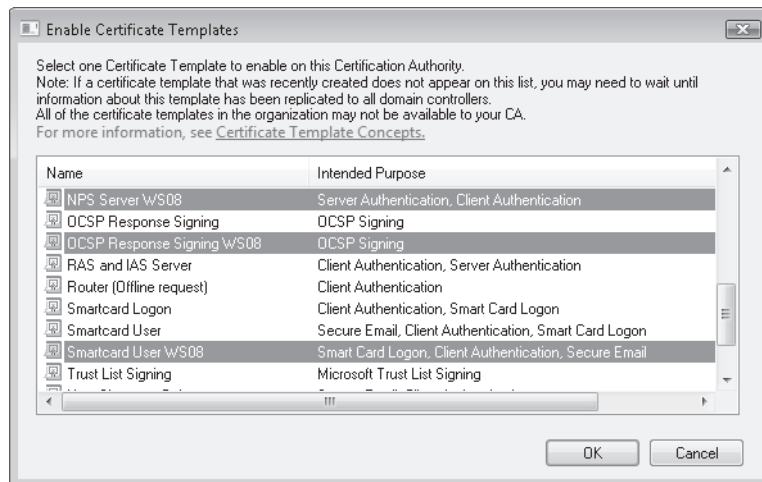 Enable Certificate Templates
Select one Certificate Template to enable on this Certification Authority.
Note: If a certificate template that was recently created does not appear on this list, you may need to wait until
information about this template has been replicated to all domain controllers.
All of the certificate templates in the organization may not be available to your CA.
For more information, see Certificate Template Concepts.
Name Intended Purpose
NPS Server WS08 Server Authentication, Client Authentication
OCSP Response Signing OCSP Signing
OCSP Response Signing WS08 OCSP Signing
RAS and IAS Server Client Authentication, Server Authentication
Router (Offline request) Client Authentication
Smartcard Logon Client Authentication, Smart Card Logon
Smartcard User Secure Email, Client Authentication, Smart Card Logon
Smartcard User WS08 Smart Card Logon, Client Authentication, Secure Email
Trust List Signing Microsoft Trust List Signing
OK Cancel